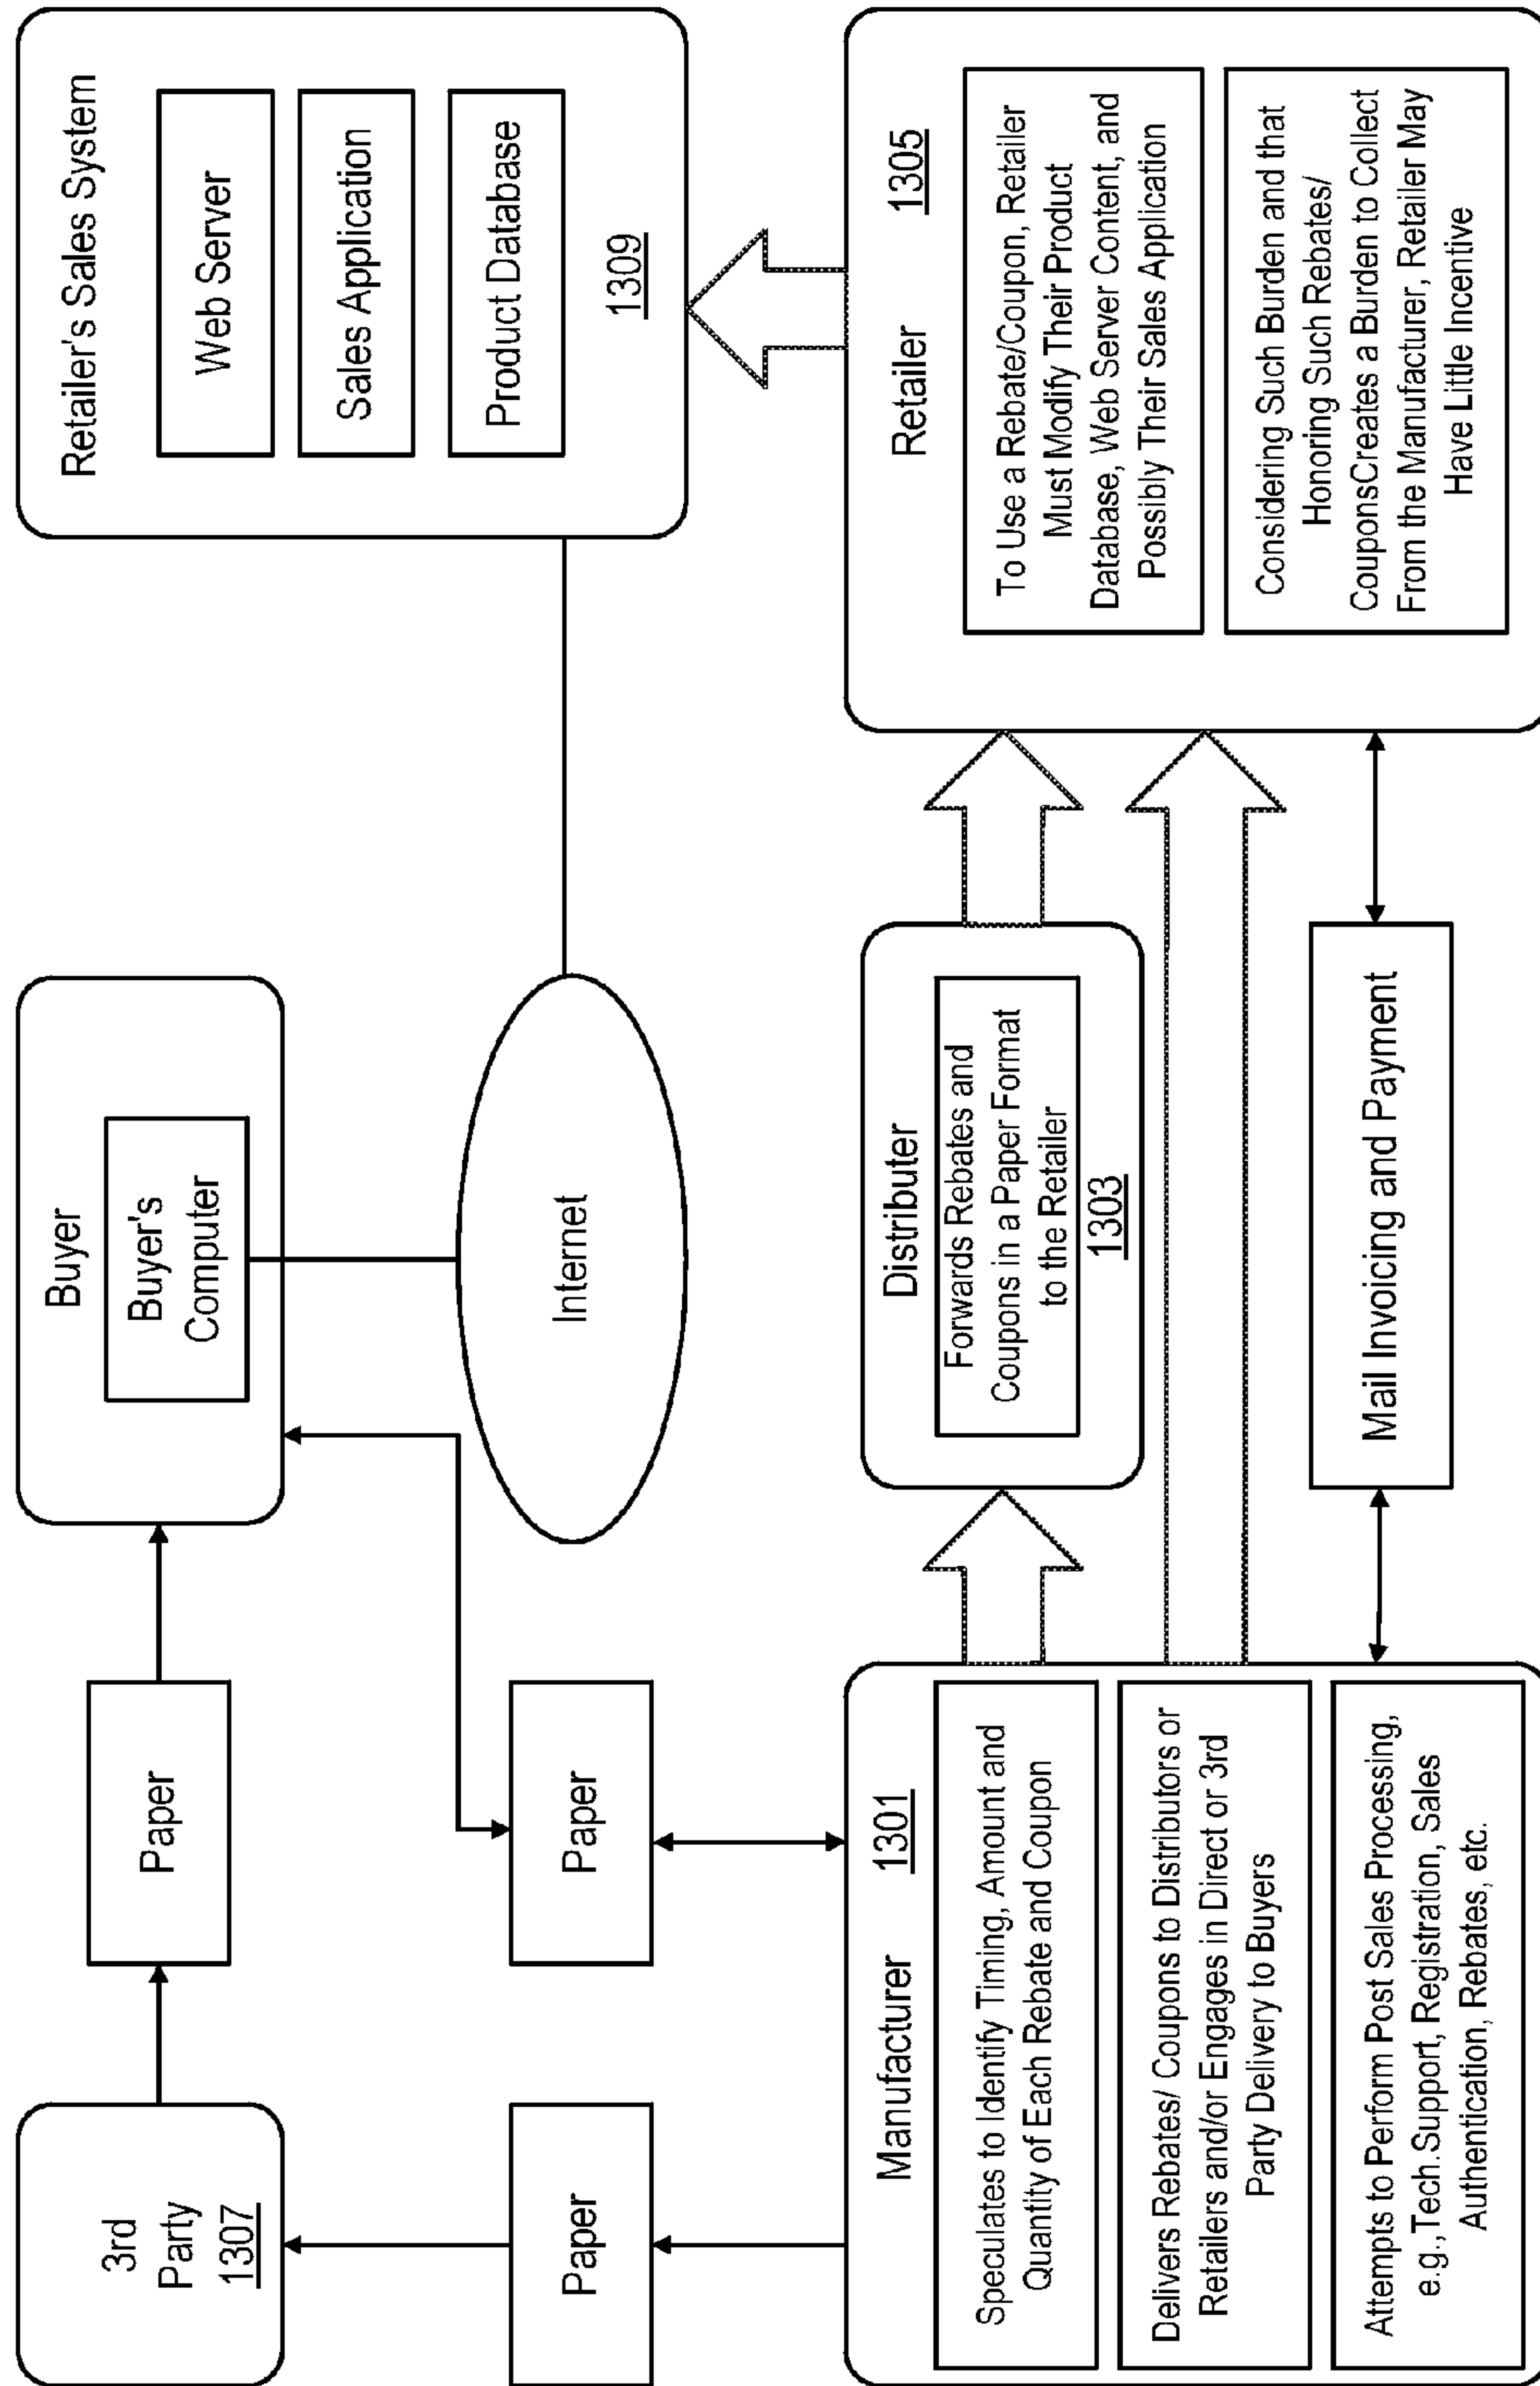 3rd
Party
1307
Paper
Buyer
Buyer's
Computer
Retailer's Sales System
Web Server
Sales Application
Product Database
1309
Paper
Paper
Internet
Manufacturer
1301
Speculates to Identify Timing, Amount and
Quantity of Each Rebate and Coupon
Delivers Rebates/ Coupons to Distributors or
Retailers and/or Engages in Direct or 3rd
Party Delivery to Buyers
Attempts to Perform Post Sales Processing,
e.g.,Tech.Support, Registration, Sales
Authentication, Rebates, etc.
Distributer
Forwards Rebates and
Coupons in a Paper Format
to the Retailer
1303
Mail Invoicing and Payment
Retailer
1305
To Use a Rebate/Coupon, Retailer
Must Modify Their Product
Database, Web Server Content, and
Possibly Their Sales Application
Considering Such Burden and that
Honoring Such Rebates/
CouponsCreates a Burden to Collect
From the Manufacturer, Retailer May
Have Little Incentive